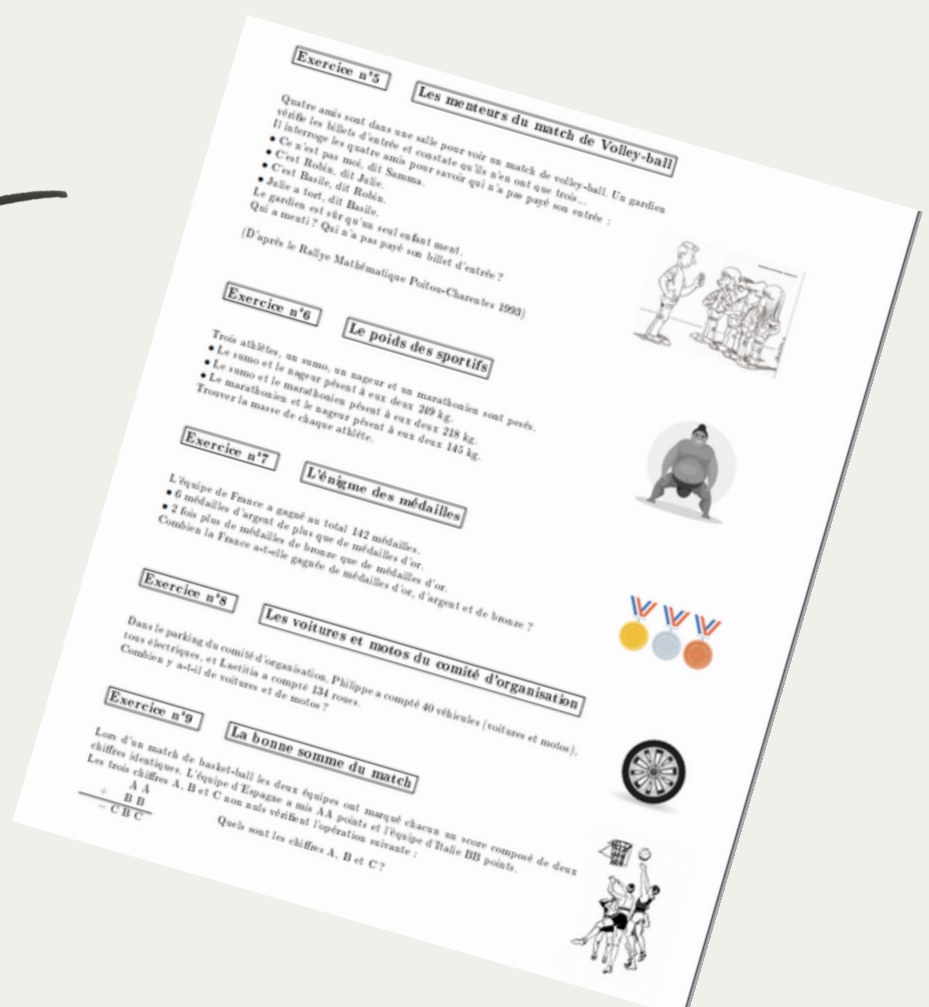 Exercice n°5
Les menteurs du match de Volley-ball
Quatre amis sont dans une salle pour voir un match de volley-ball. Un gardien
vérifie les billets d'entrée et constate qu'ils n'en ont que trois...
Il interroge les quatre amis pour savoir qui n'a pas payé son entrée :
• Ce n'est pas moi, dit Samma.
• C'est Robin, dit Julie.
• C'est Basile, dit Robin.
• Julie a tort, dit Basile.
Le gardien est sûr qu'un seul enfant ment.
Qui a menti ? Qui n'a pas payé son billet d'entrée ?
(D'après le Rallye Mathématique Poitou-Charentes 1993)
Exercice n°6
Le poids des sportifs
Trois athlètes, un sumo, un nageur et un marathonien sont pesés.
• Le sumo et le nageur pèsent à eux deux 249 kg.
• Le sumo et le marathonien pèsent à eux deux 218 kg.
• Le marathonien et le nageur pèsent à eux deux 145 kg.
Trouver la masse de chaque athlète.
Exercice n°7
L'énigme des médailles
L'équipe de France a gagné au total 142 médailles.
• 6 médailles d'argent de plus que de médailles d'or.
• 2 fois plus de médailles de bronze que de médailles d'or.
Combien la France a-t-elle gagnée de médailles d'or, d'argent et de bronze ?
Exercice n°8
Les voitures et motos du comité d'organisation
Dans le parking du comité d'organisation, Philippe a compté 40 véhicules (voitures et motos),
tous électriques, et Laetitia a compté 134 roues.
Combien y a-t-il de voitures et de motos ?
Exercice n°9
La bonne somme du match
Lors d'un match de basket-ball les deux équipes ont marqué chacun un score composé de deux
chiffres identiques. L'équipe d'Espagne a mis AA points et l'équipe d'Italie BB points.
Les trois chiffres A, B et C non nuls vérifient l'opération suivante :
A A
+ B B
= C B C
Quels sont les chiffres A, B et C ?